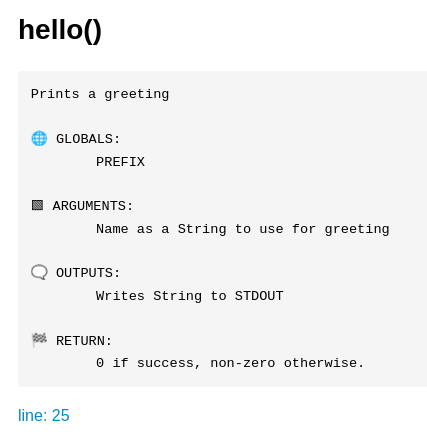 hello()
Prints a greeting
🌐 GLOBALS:
PREFIX
▧ ARGUMENTS:
Name as a String to use for greeting
🗨 OUTPUTS:
Writes String to STDOUT
🏁 RETURN:
0 if success, non-zero otherwise.
line: 25